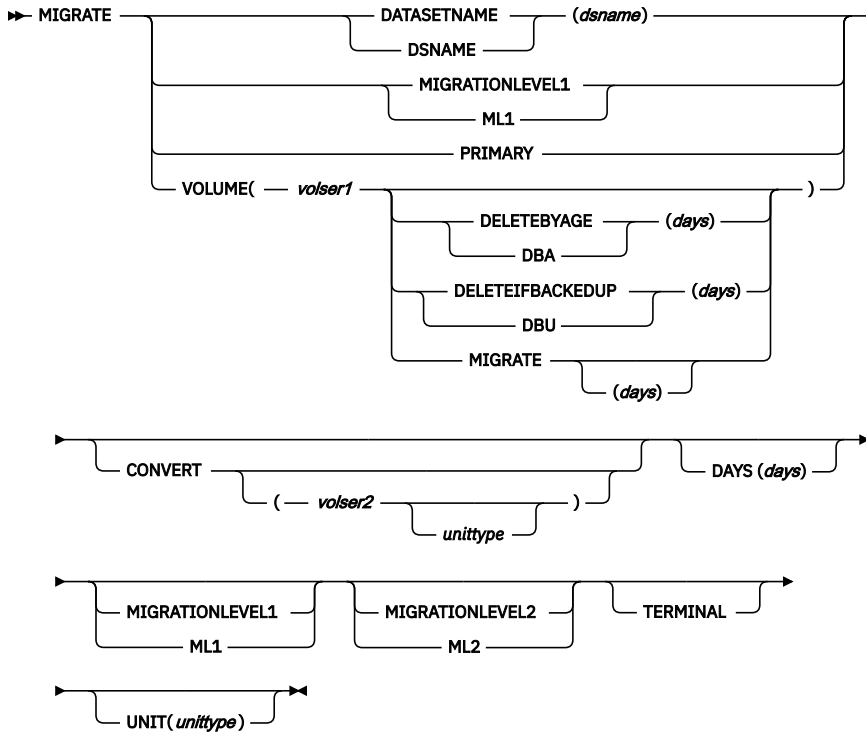 MIGRATE DATASETNAME (dsname)
DSNAME
MIGRATIONLEVEL1
ML1
PRIMARY
VOLUME( volser1 )
DELETEBYAGE (days)
DBA
DELETEIFBACKEDUP (days)
DBU
MIGRATE
(days)
CONVERT DAYS (days)
( volser2 )
unittype
MIGRATIONLEVEL1 MIGRATIONLEVEL2 TERMINAL
ML1 ML2
UNIT( unittype )